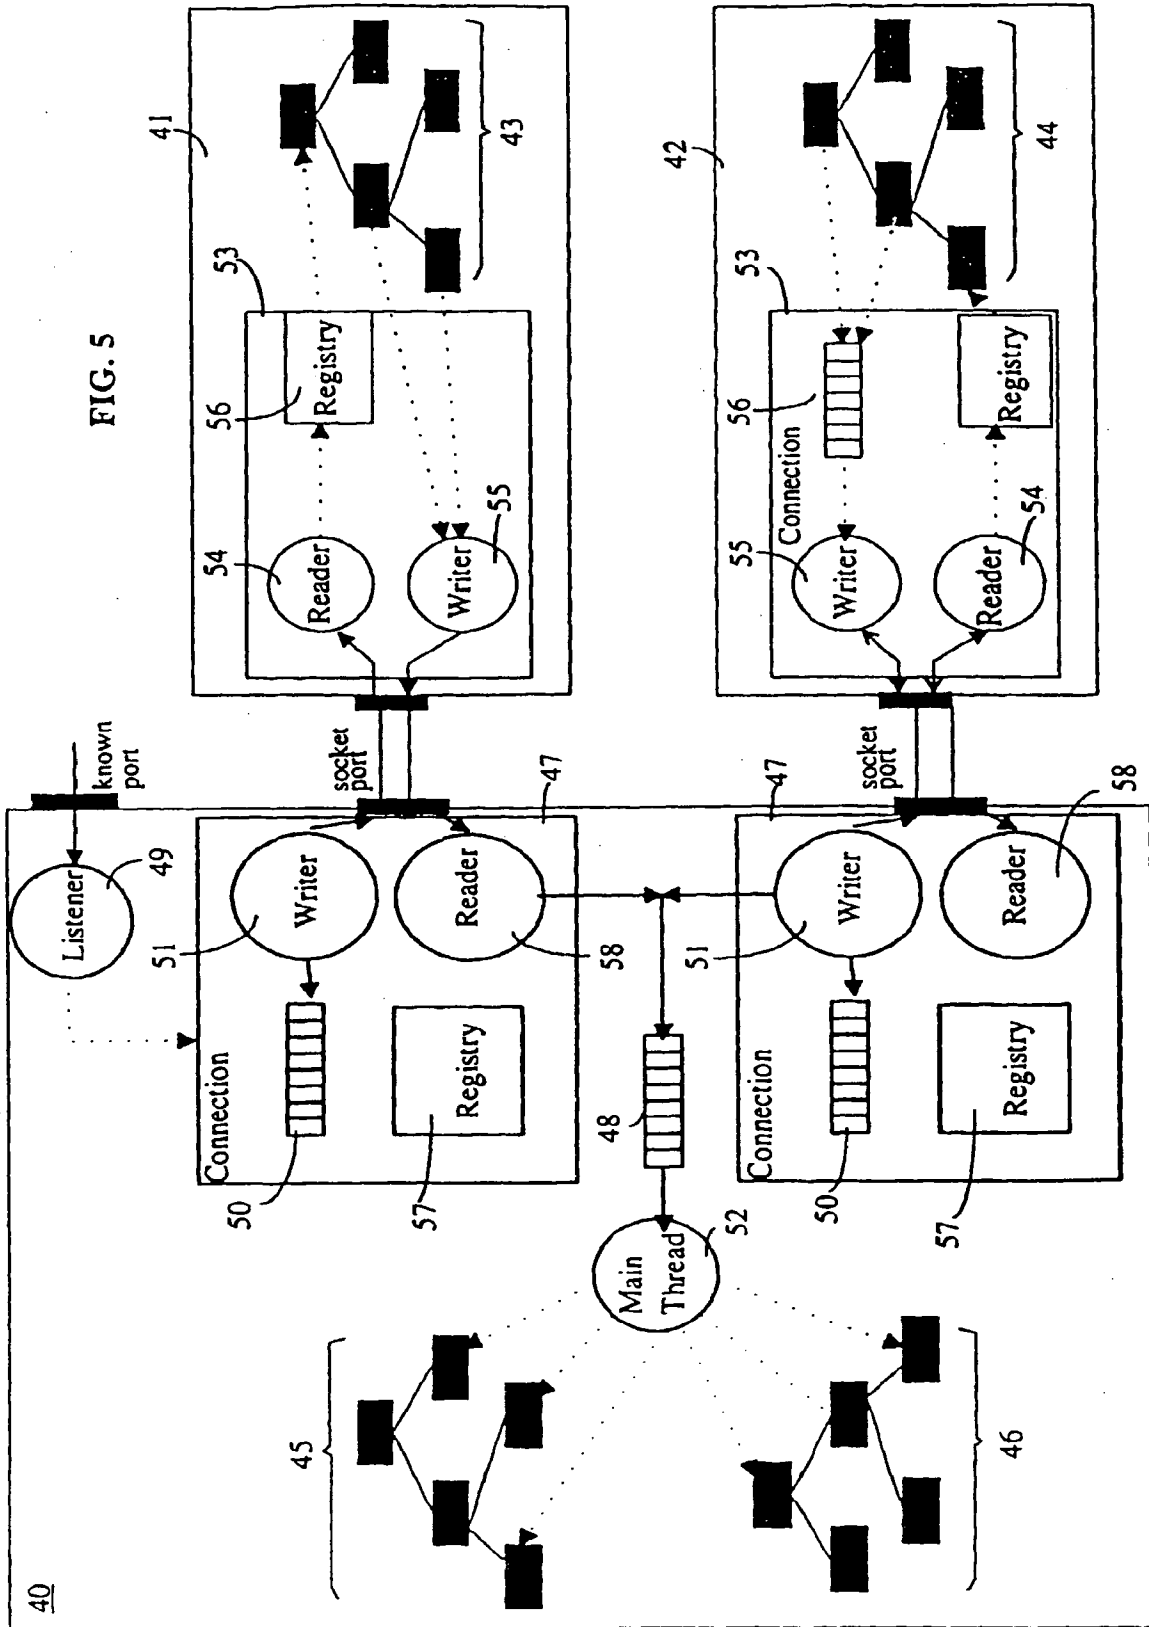 FIG. 5
40
41
42
43
44
45
46
known
port
Listener
49
socket
port
socket
port
47
47
Connection
Writer
51
Reader
58
50
Registry
57
48
Main
Thread
52
Connection
Writer
51
Reader
58
50
Registry
57
53
Reader
54
Registry
56
Writer
55
53
Connection
56
Writer
55
Reader
54
Registry